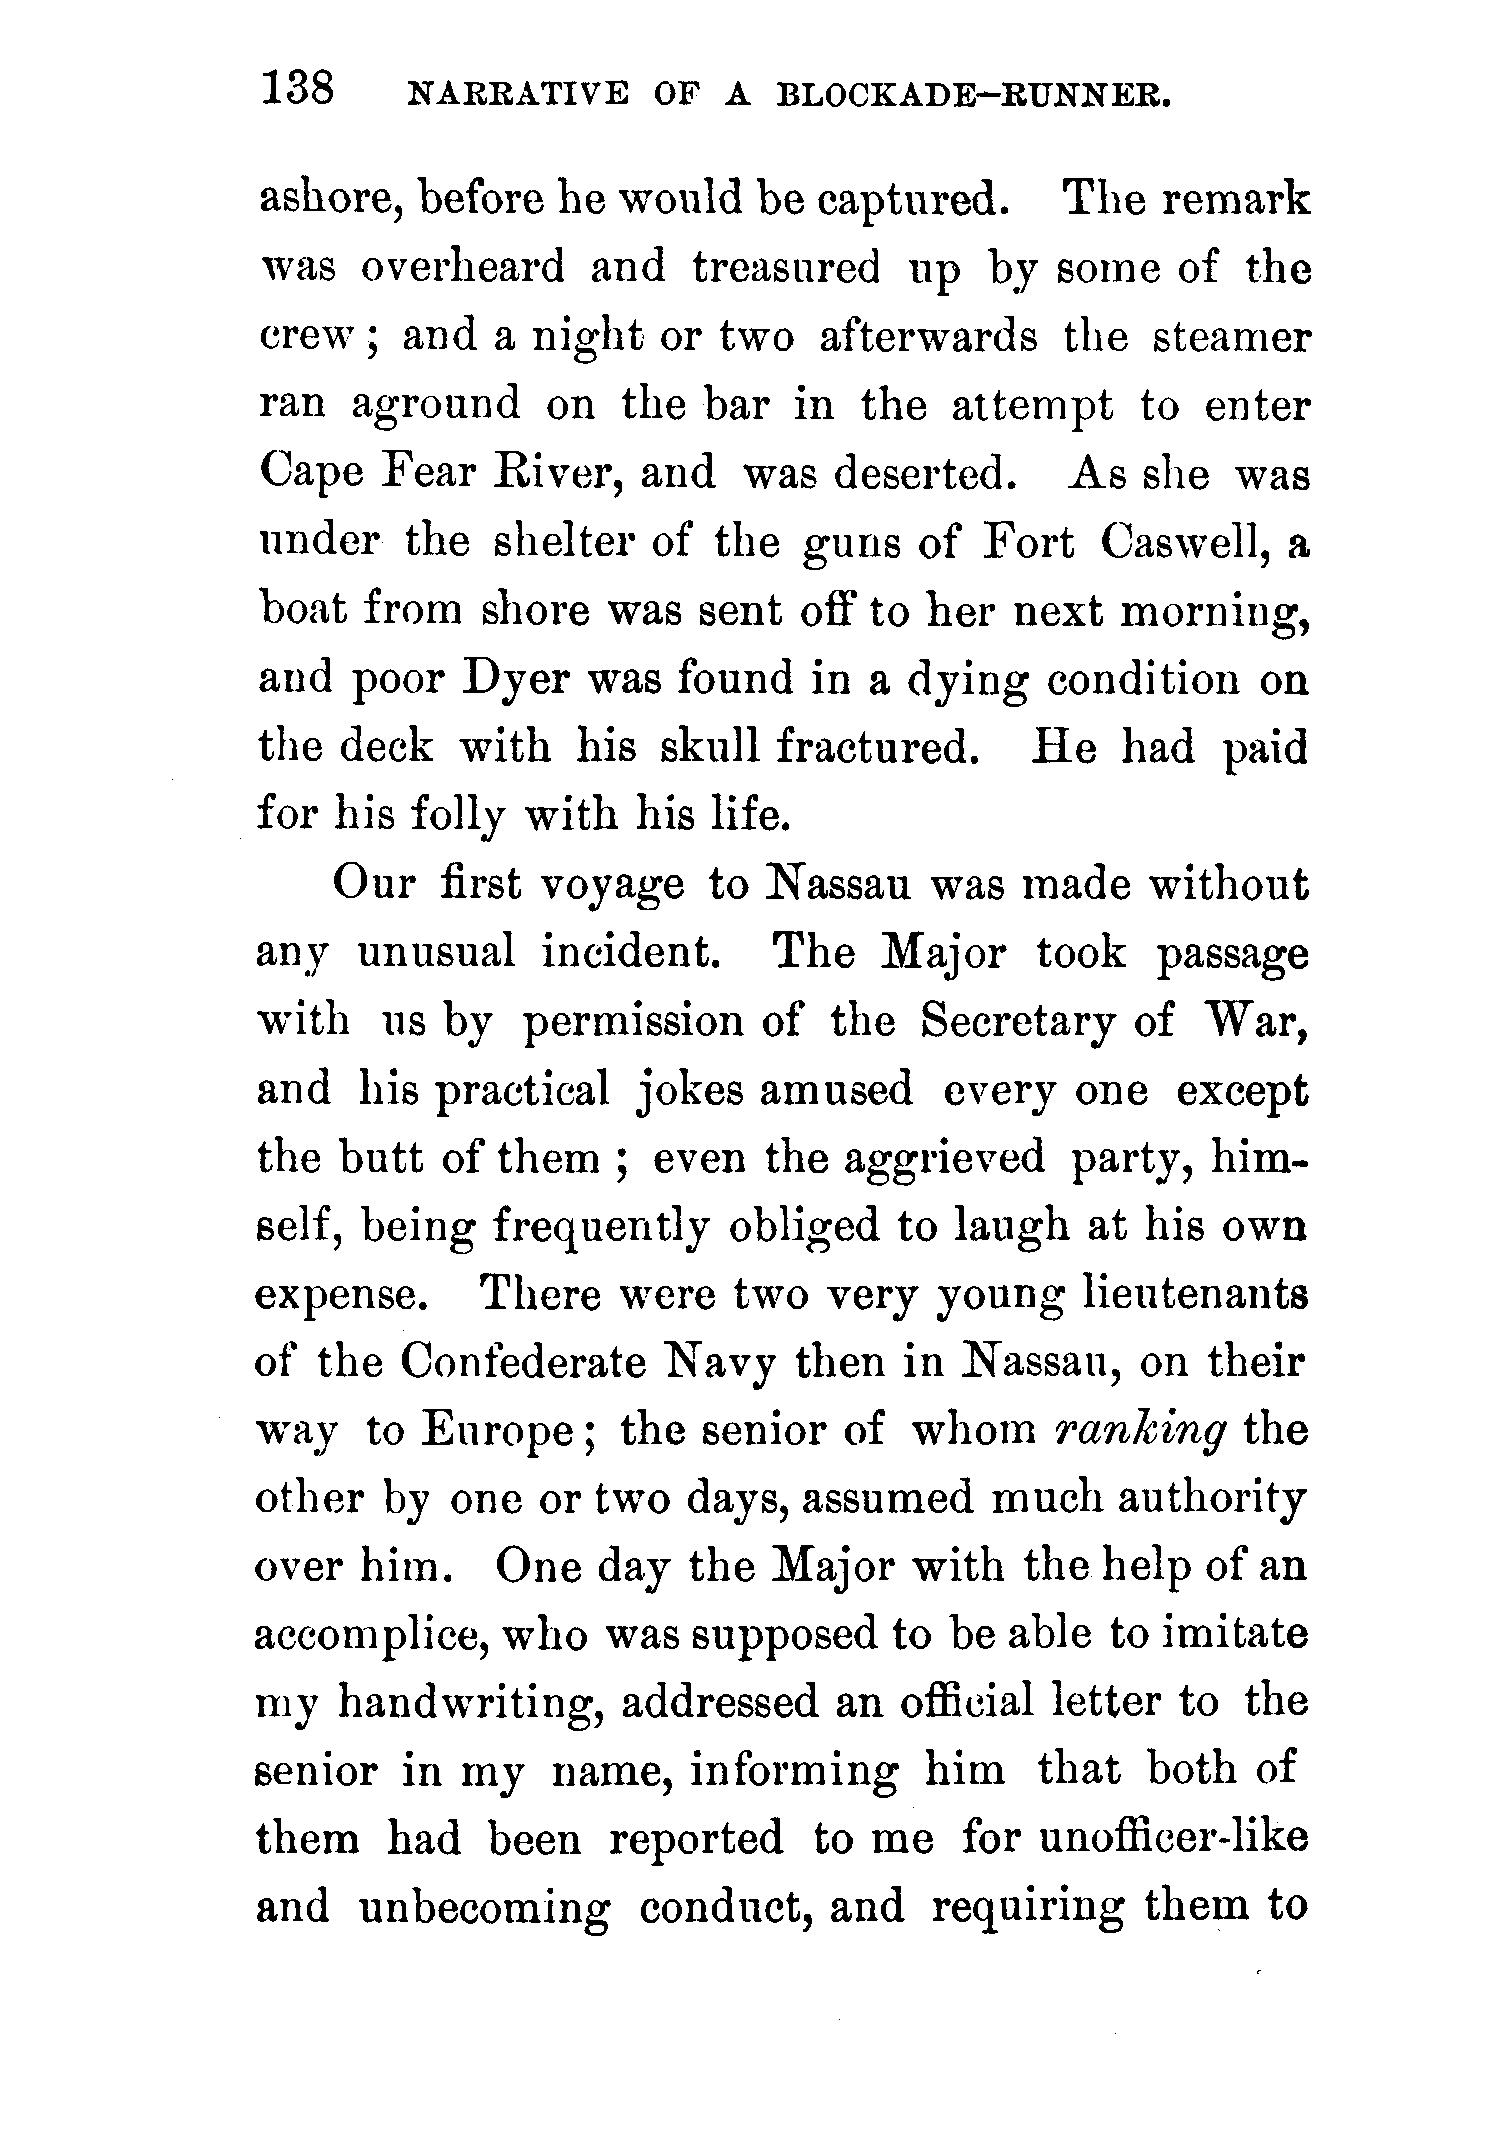 138 NARRATIVE OF A BLOCKADE-RUNNER.
ashore, before he would be captured. The remark
was overheard and treasured up by some of the
crew ; and a night or two afterwards the steamer
ran aground on the bar in the attempt to enter
Cape Fear River, and was deserted. As she was
under the shelter of the guns of Fort Caswell, a
boat from shore was sent off to her next morning,
and poor Dyer was found in a dying condition on
the deck with his skull fractured. He had paid
for his folly with his life.
Our first voyage to Nassau was made without
any unusual incident. The Major took passage
with us by permission of the Secretary of War,
and his practical jokes amused every one except
the butt of them ; even the aggrieved party, him-
self, being frequently obliged to laugh at his own
expense. There were two very young lieutenants
of the Confederate Navy then in Nassau, on their
way to Europe ; the senior of whom ranking the
other by one or two days, assumed much authority
over him. One day the Major with the help of an
accomplice, who was supposed to be able to imitate
my handwriting, addressed an official letter to the
senior in my name, informing him that both of
them had been reported to me for unofficer-like
and unbecoming conduct, and requiring them to